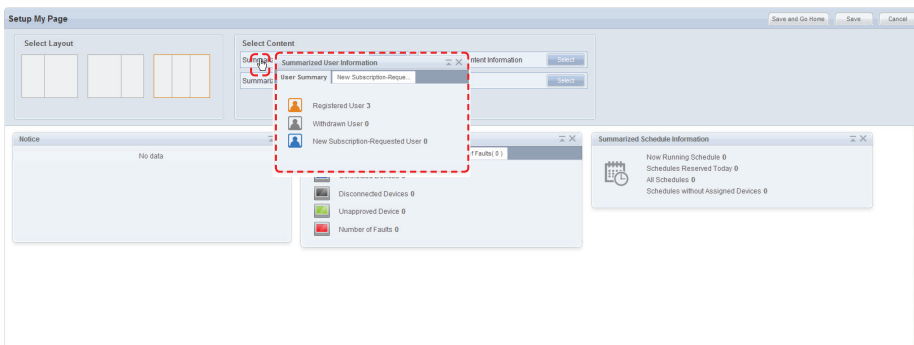 Setup My Page
Save and Go Home
Save
Cancel
Select Layout
Select Content
Select
Select
Summarized User Information
User Summary
New Subscription-Reque...
Registered User 3
Withdrawn User 0
New Subscription-Requested User 0
Information
Notice
No data
of Faults( 0 )
Disconnected Devices 0
Unapproved Device 0
Number of Faults 0
Summarized Schedule Information
Now Running Schedule 0
Schedules Reserved Today 0
All Schedules 0
Schedules without Assigned Devices 0